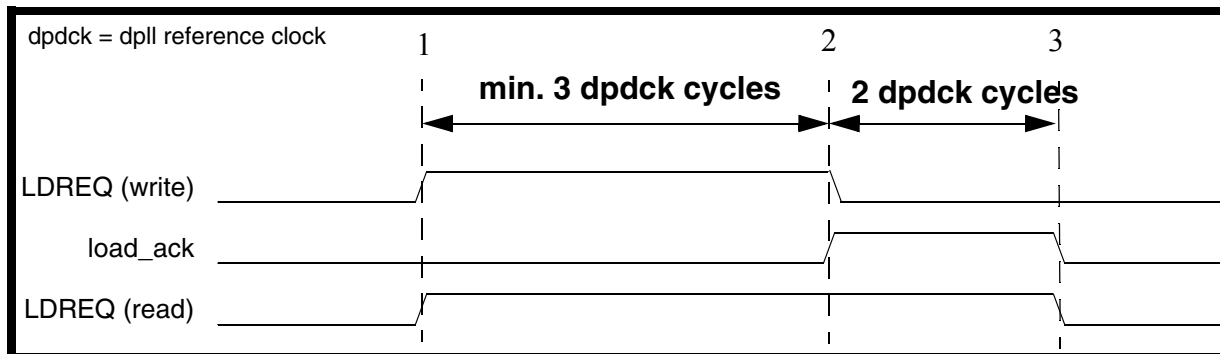 dpdck = dpll reference clock
1 2 3
min. 3 dpdck cycles 2 dpdck cycles
LDREQ (write)
load_ack
LDREQ (read)